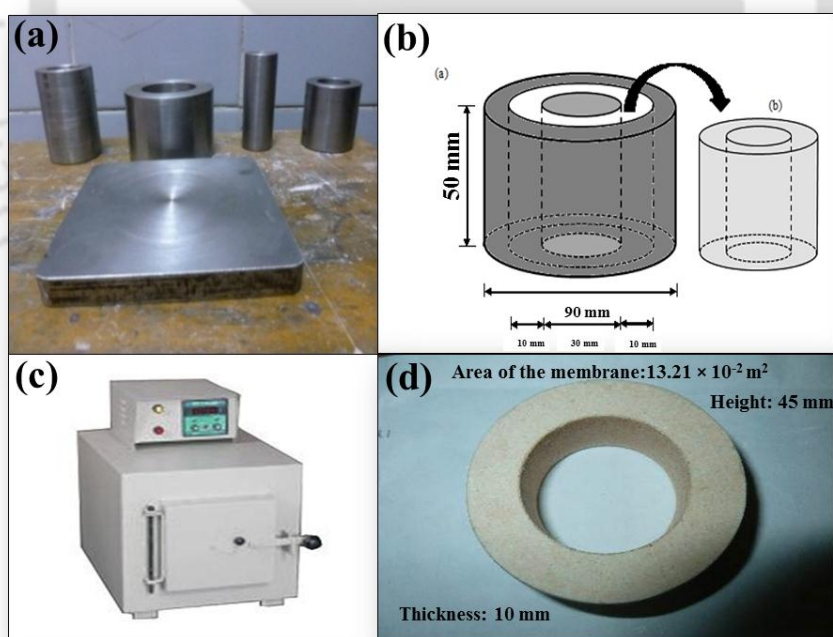 (a)
(b)
(a)
(b)
50 mm
90 mm
10 mm 30 mm 10 mm
(c)
(d)
Area of the membrane:13.21 × 10⁻² m²
Height: 45 mm
Thickness: 10 mm